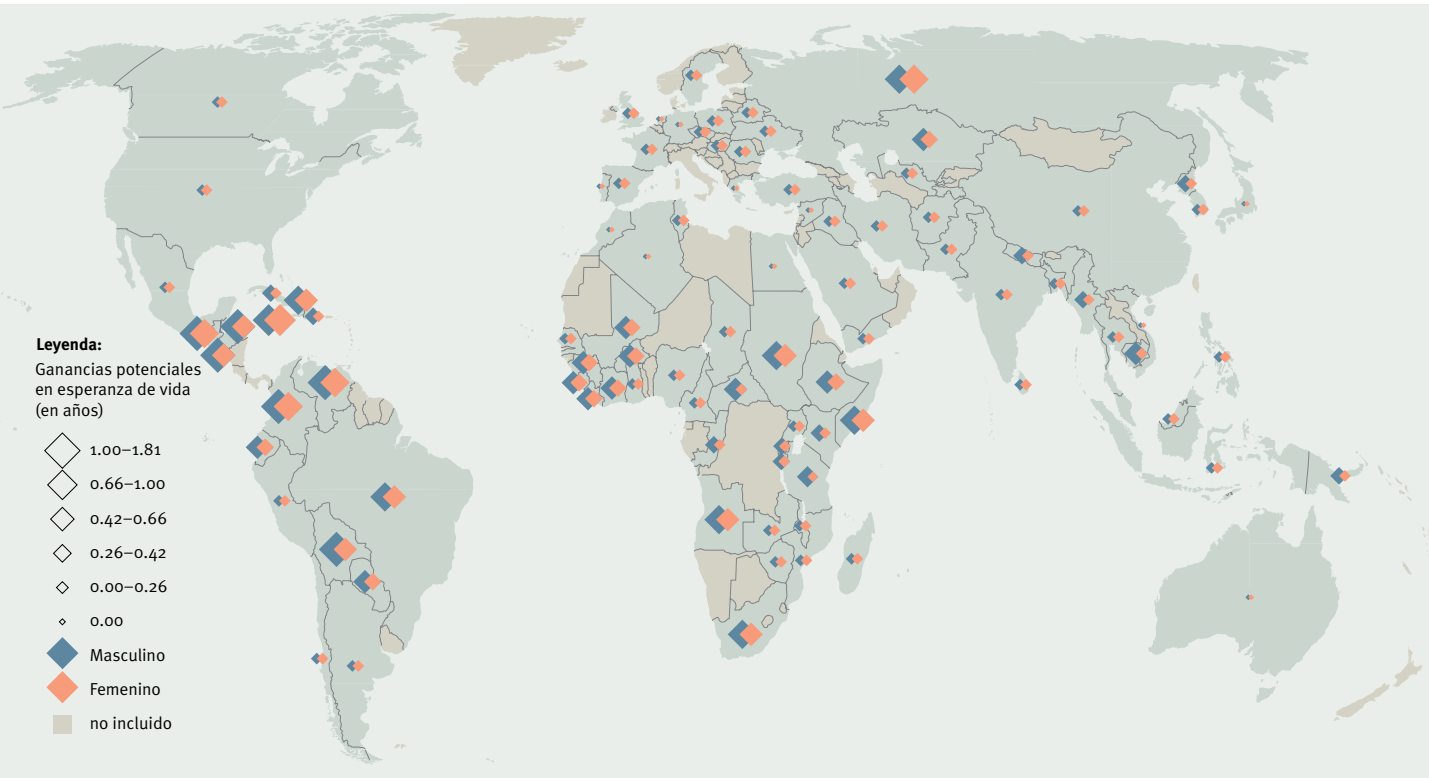 Leyenda:
Ganancias potenciales
en esperanza de vida
(en años)
1.00–1.81
0.66–1.00
0.42–0.66
0.26–0.42
0.00–0.26
0.00
Masculino
Femenino
no incluido